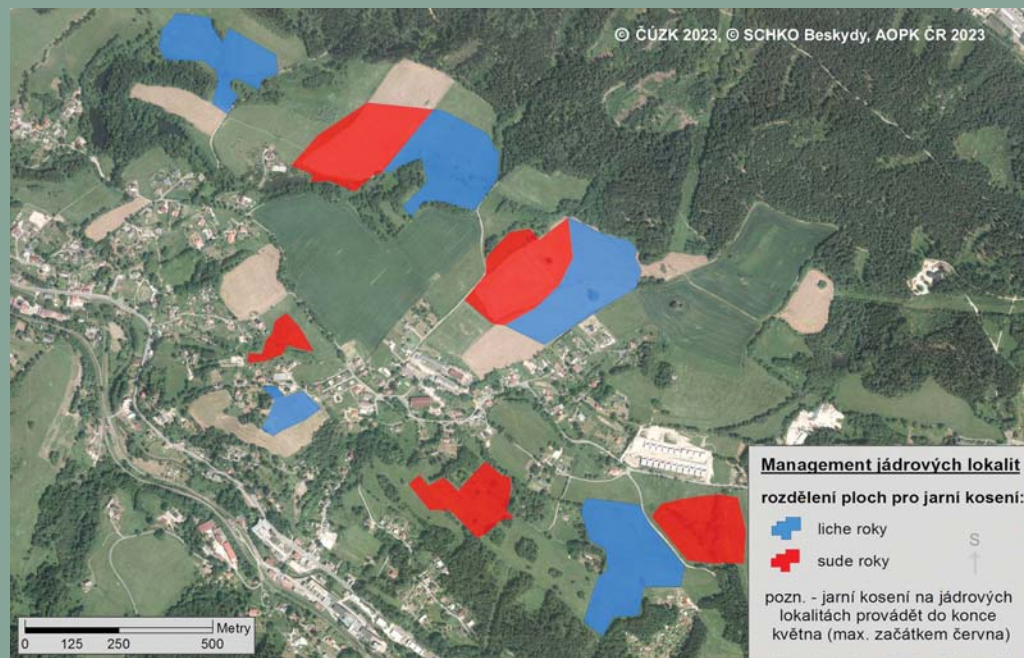 © ČÚZK 2023, © SCHKO Beskydy, AOPK ČR 2023
Management jádrových lokalit
rozdělení ploch pro jarní kosení:
liche roky
sude roky
S
pozn. - jarní kosení na jádrových
lokalitách provádět do konce
května (max. začátkem června)
Metry
0 125 250 500